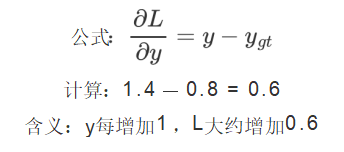 公式： ∂L/∂y = y − y_gt
计算：1.4 — 0.8 = 0.6
含义：y每增加1，L大约增加0.6